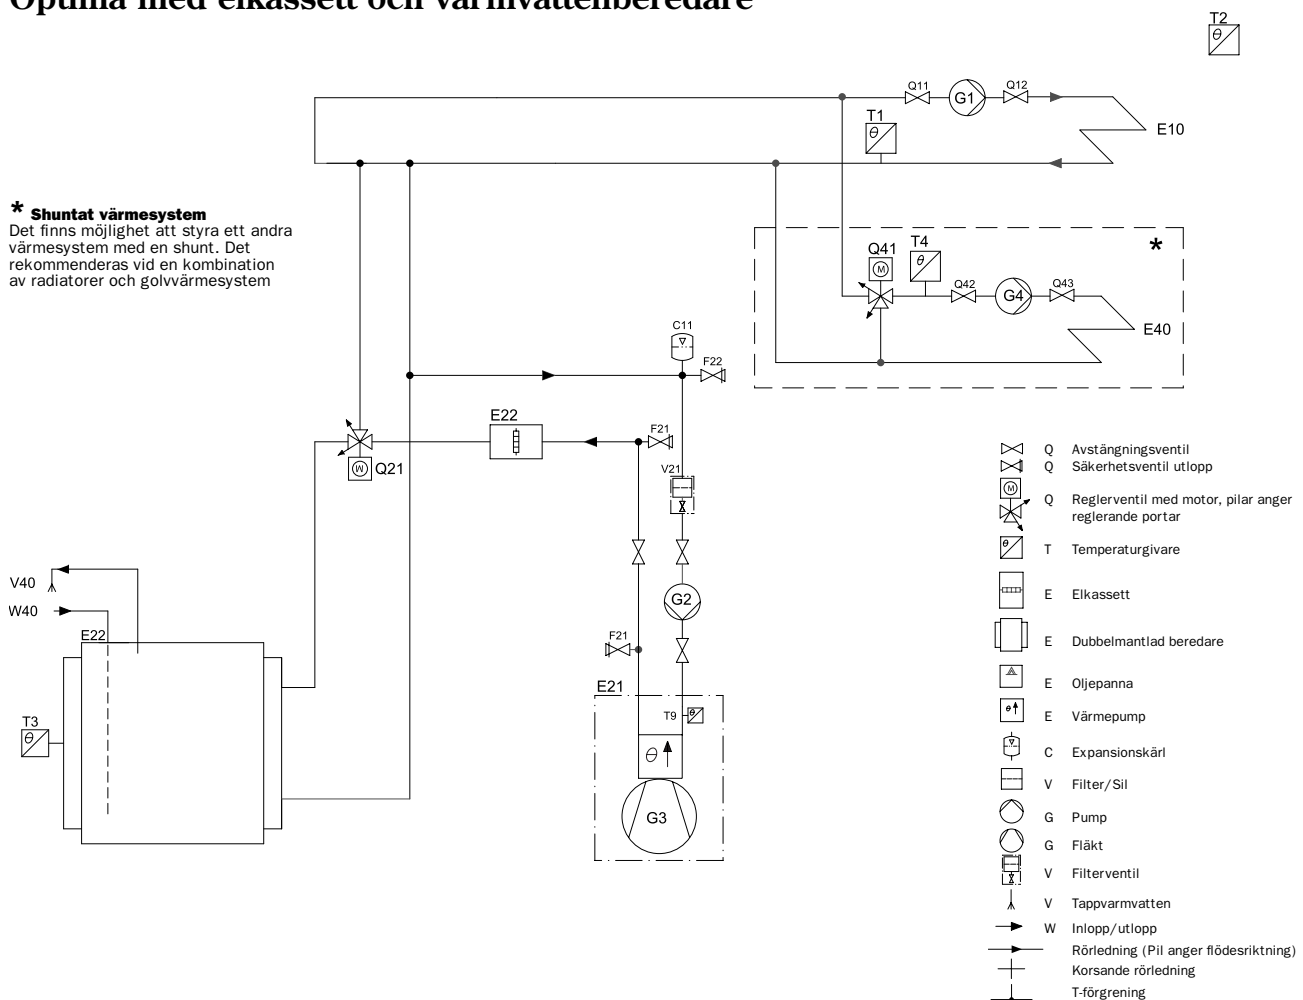 Optima med elkassett och varmvattenberedare
T2
θ
Q11
G1
Q12
T1
θ
E10
* Shuntat värmesystem
Det finns möjlighet att styra ett andra
värmesystem med en shunt. Det
rekommenderas vid en kombination
av radiatorer och golvvärmesystem
*
Q41
M
T4
θ
Q42
G4
Q43
E40
C11
F22
E22
F21
M
Q21
V21
V40
W40
G2
E22
F21
T3
θ
E21
T9
θ
θ
G3
Q Avstängningsventil
Q Säkerhetsventil utlopp
M
Q Reglerventil med motor, pilar anger
reglerande portar
θ
T Temperaturgivare
E Elkassett
E Dubbelmantlad beredare
E Oljepanna
θ
E Värmepump
C Expansionskärl
V Filter/Sil
G Pump
G Fläkt
V Filterventil
V Tappvarmvatten
W Inlopp/utlopp
Rörledning (Pil anger flödesriktning)
Korsande rörledning
T-förgrening